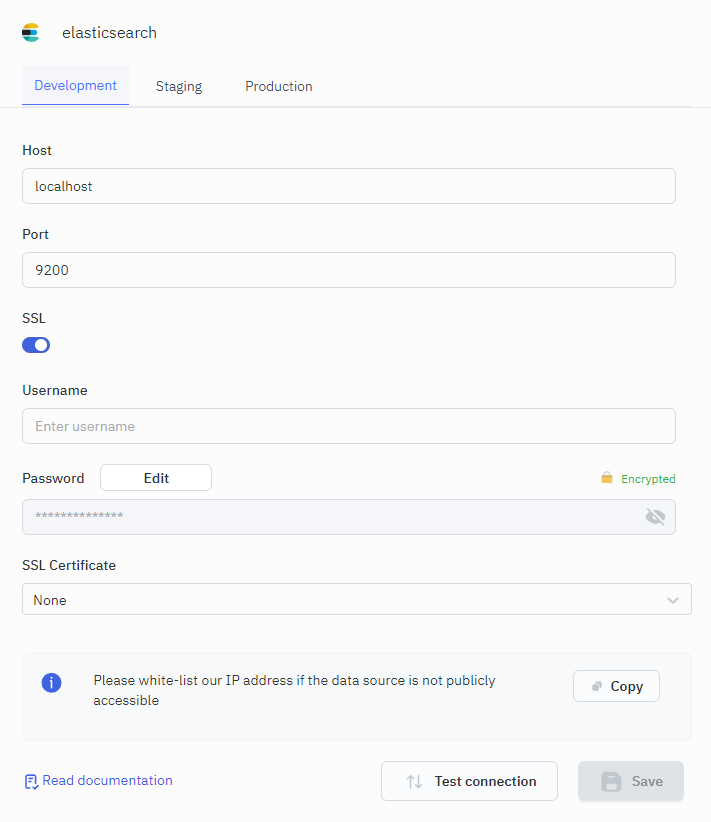 elasticsearch
Development Staging Production
Host
localhost
Port
9200
SSL
Username
Enter username
Password Edit Encrypted
**************
SSL Certificate
None
Please white-list our IP address if the data source is not publicly
accessible
Copy
Read documentation Test connection Save